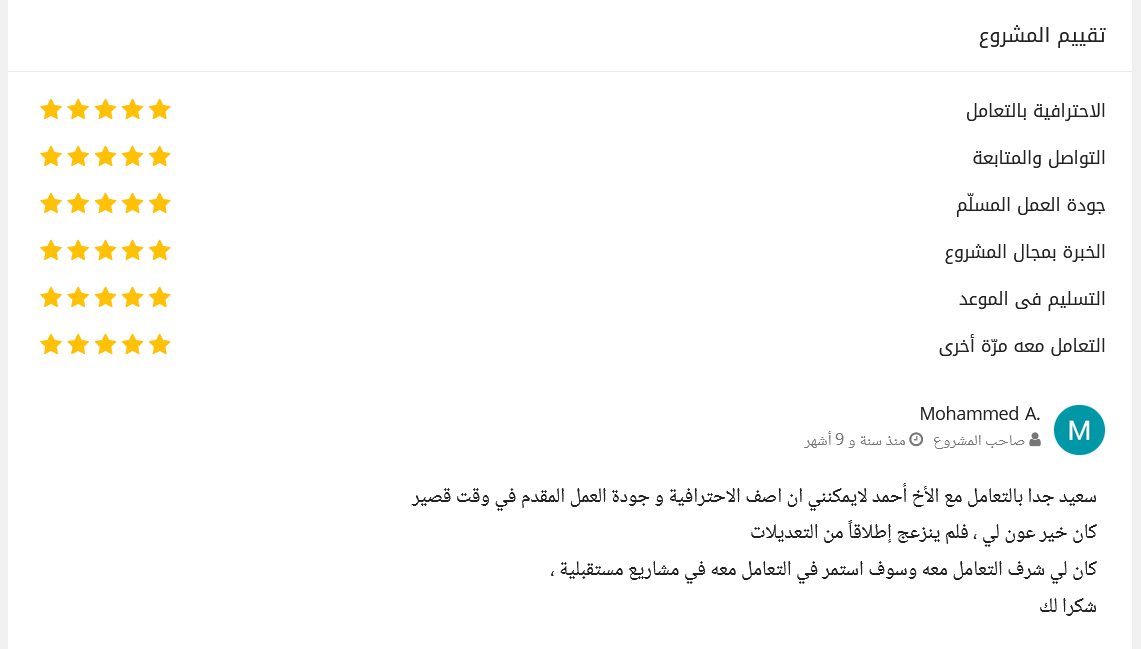 تقييم المشروع
الاحترافية بالتعامل
التواصل والمتابعة
جودة العمل المسلّم
الخبرة بمجال المشروع
التسليم فى الموعد
التعامل معه مرّة أخرى
M
Mohammed A.
صاحب المشروع منذ سنة و 9 أشهر
سعيد جدا بالتعامل مع الأخ أحمد لايمكنني ان اصف الاحترافية و جودة العمل المقدم في وقت قصير
كان خير عون لي ، فلم ينزعج إطلاقاً من التعديلات
كان لي شرف التعامل معه وسوف استمر في التعامل معه في مشاريع مستقبلية ،
شكرا لك